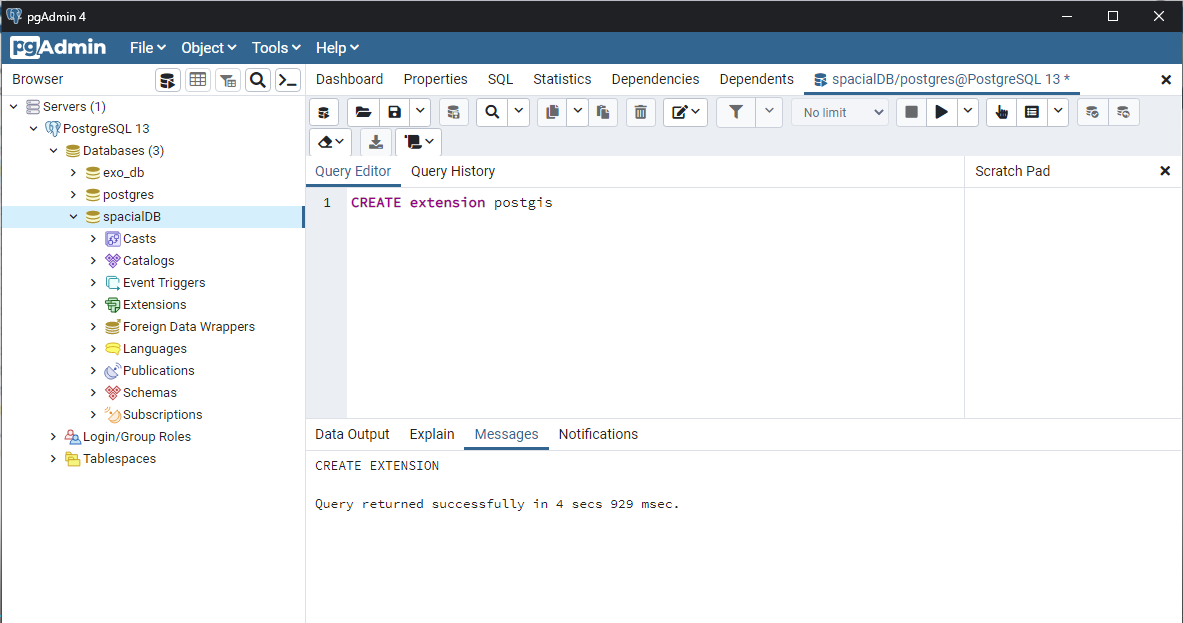 pgAdmin 4
pgAdmin File Object Tools Help
Browser
Dashboard Properties SQL Statistics Dependencies Dependents spacialDB/postgres@PostgreSQL 13 *
Servers (1)
PostgreSQL 13
Databases (3)
exo_db
postgres
spacialDB
Casts
Catalogs
Event Triggers
Extensions
Foreign Data Wrappers
Languages
Publications
Schemas
Subscriptions
Login/Group Roles
Tablespaces
No limit
Query Editor Query History
Scratch Pad
1 CREATE extension postgis
Data Output Explain Messages Notifications
CREATE EXTENSION
Query returned successfully in 4 secs 929 msec.